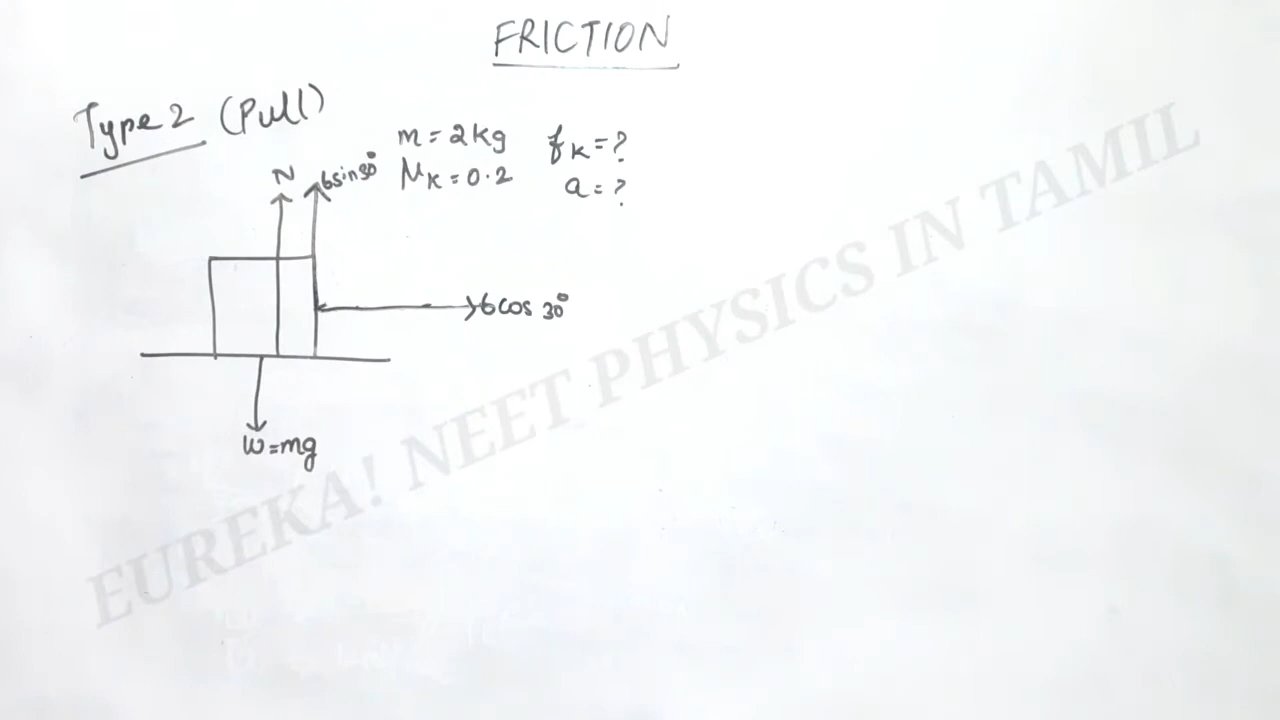 FRICTION
Type 2 (Pull)
m = 2kg fK = ?
μK = 0.2 a = ?
N
6sin30°
6cos 30°
W=mg
EUREKA! NEET PHYSICS IN TAMIL